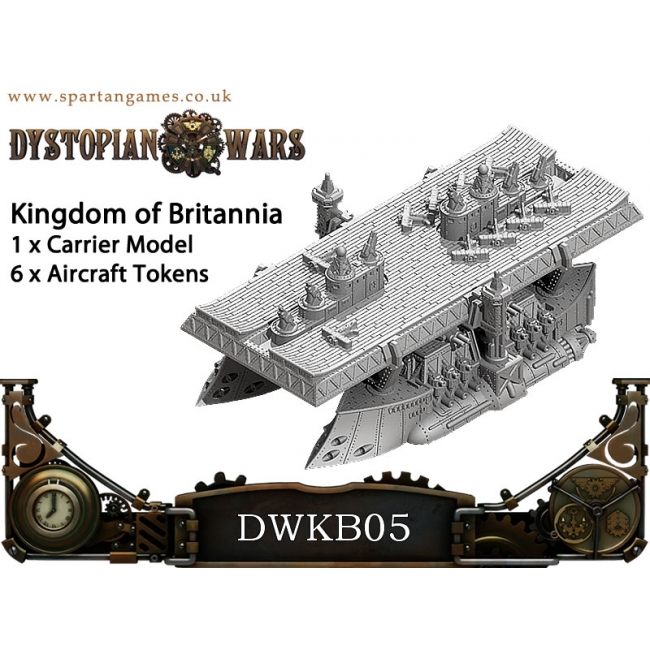 www.spartangames.co.uk
DYSTOPIAN WARS
Kingdom of Britannia
1 x Carrier Model
6 x Aircraft Tokens
DWKB05